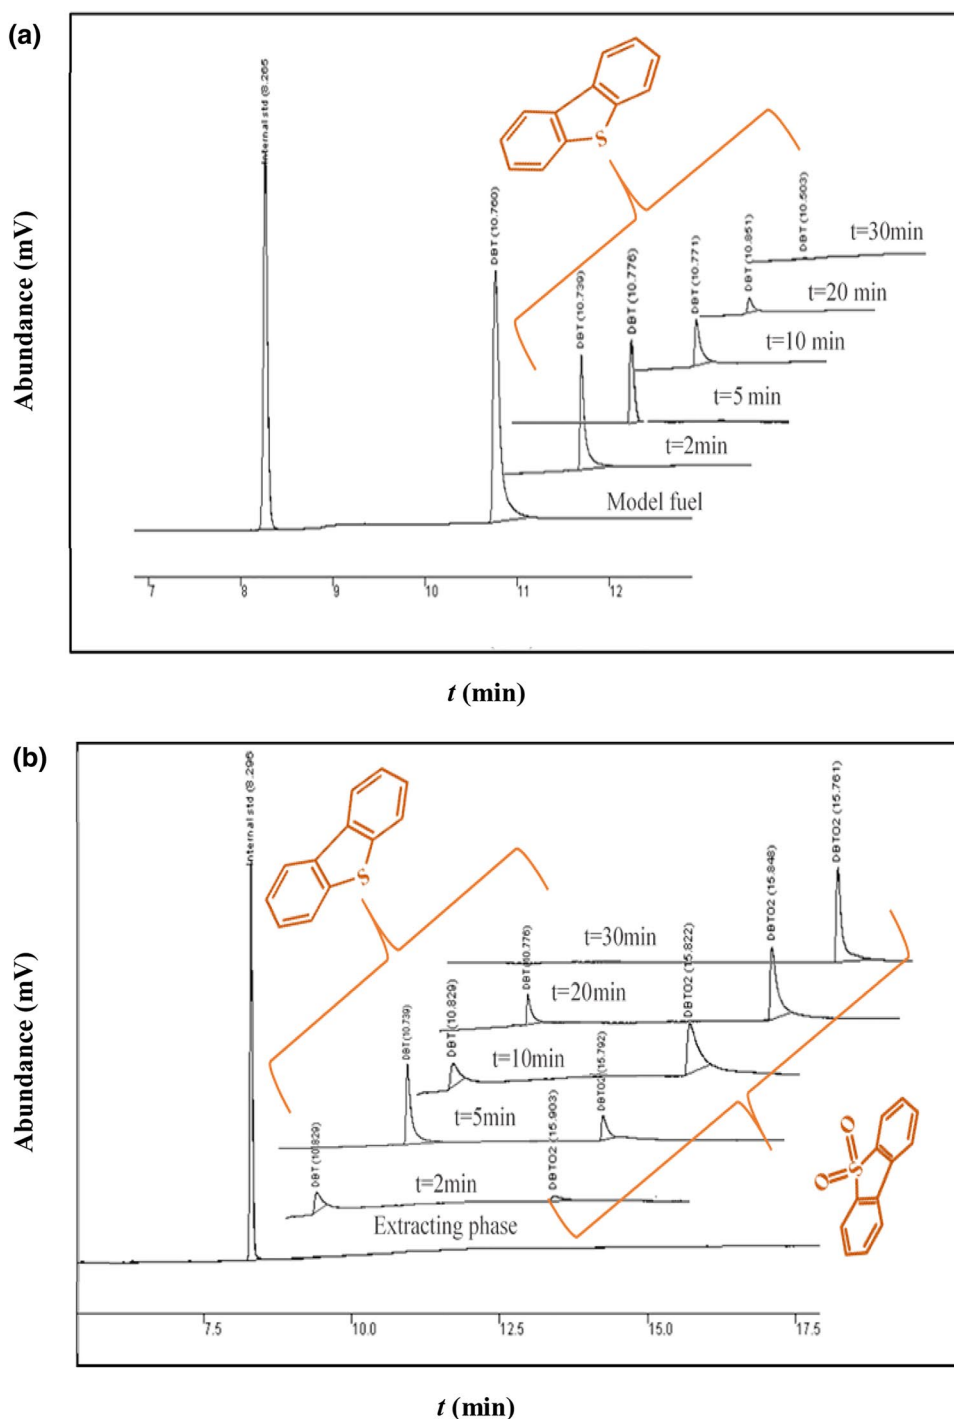 (a)
Abundance (mV)
Internal std (8.265
DBT (10.760)
DBT (10.739)
DBT (10.776)
DBT (10.771)
DBT (10.851)
DBT (10.503)
S
t=30min
t=20 min
t=10 min
t=5 min
t=2min
Model fuel
7 8 9 10 11 12
t (min)
(b)
Abundance (mV)
Internal std (8.296
S
DBTO2 (15.761)
DBTO2 (15.848)
t=30min
DBT (10.776)
DBTO2 (15.822)
t=20min
DBT (10.739)
DBT (10.829)
t=10min
DBTO2 (15.792)
t=5min
DBT (10.829)
DBTO2 (15.903)
t=2min
Extracting phase
O
O
S
7.5 10.0 12.5 15.0 17.5
t (min)